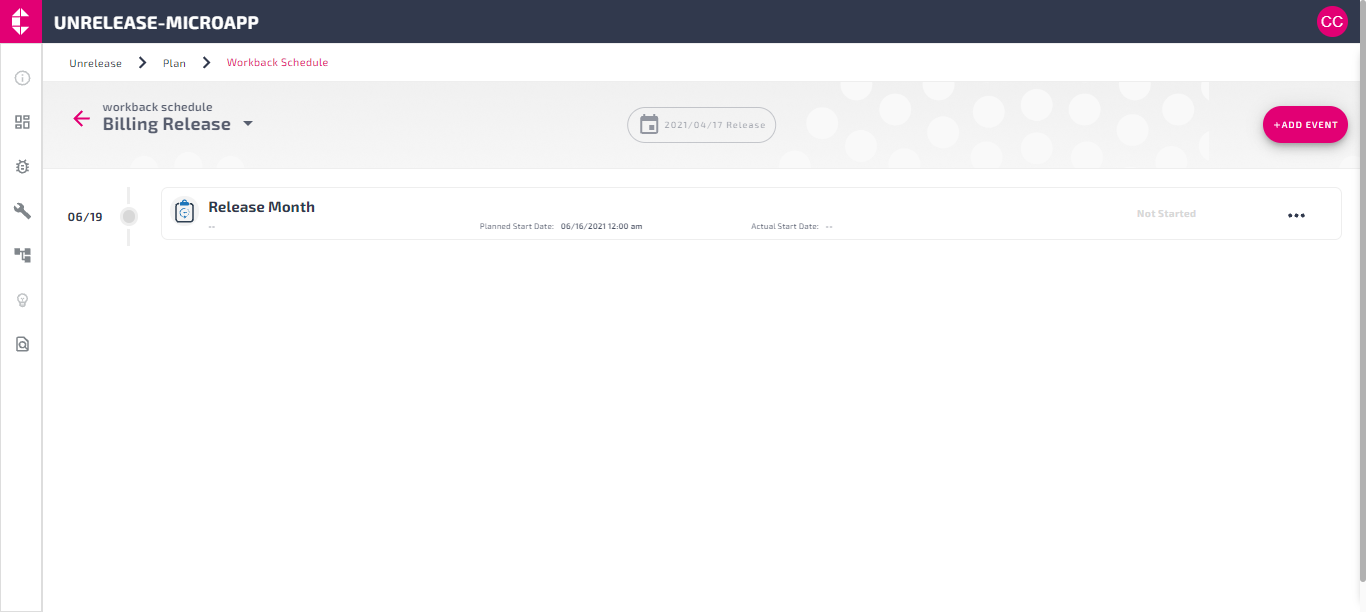 UNRELEASE-MICROAPP
CC
Unrelease Plan Workback Schedule
workback schedule
Billing Release
2021/04/17 Release
+ADD EVENT
06/19
Release Month
--
Planned Start Date: 06/16/2021 12:00 am
Actual Start Date: --
Not Started